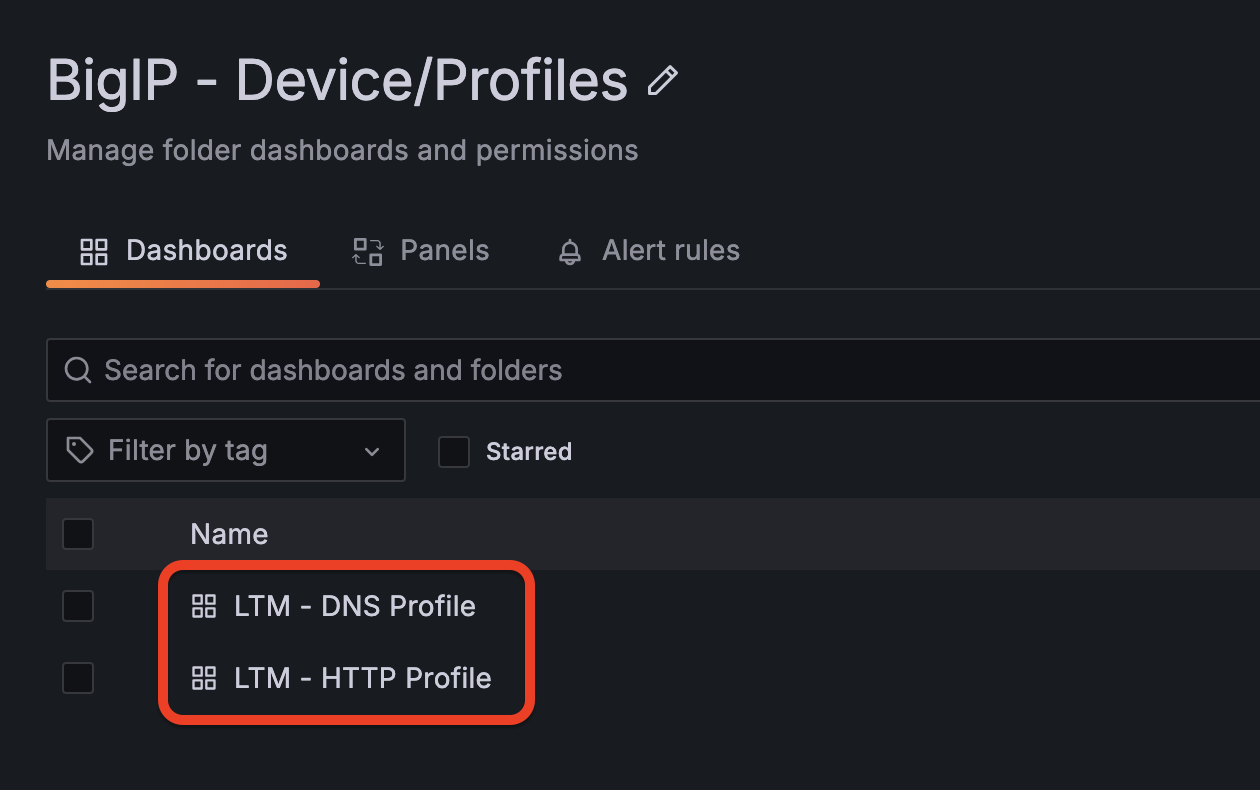 BigIP - Device/Profiles
Manage folder dashboards and permissions
Dashboards Panels Alert rules
Search for dashboards and folders
Filter by tag Starred
Name
LTM - DNS Profile
LTM - HTTP Profile